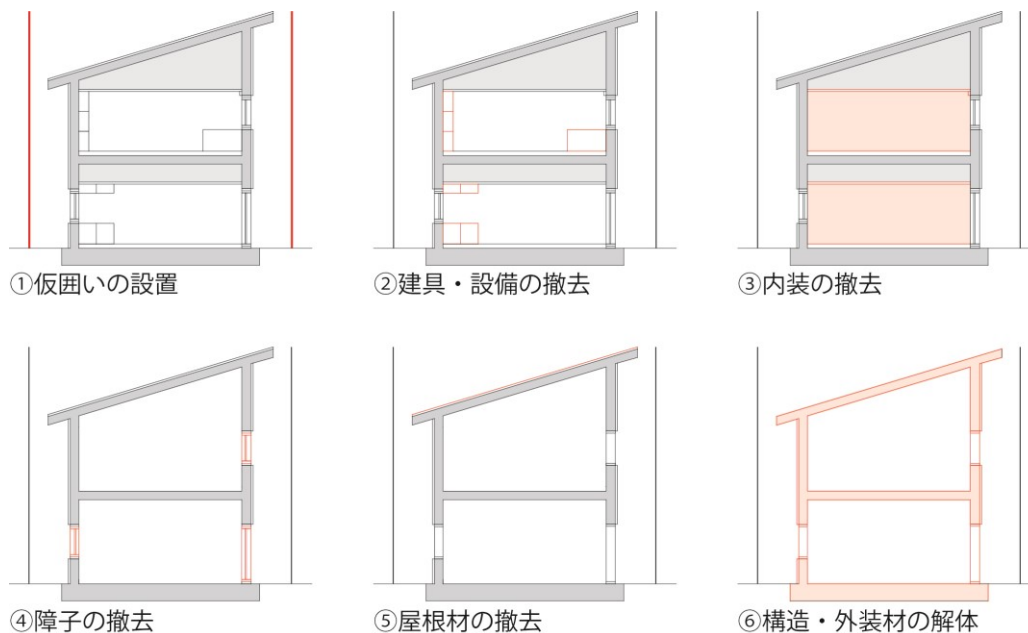 ①仮囲いの設置
②建具・設備の撤去
③内装の撤去
④障子の撤去
⑤屋根材の撤去
⑥構造・外装材の解体